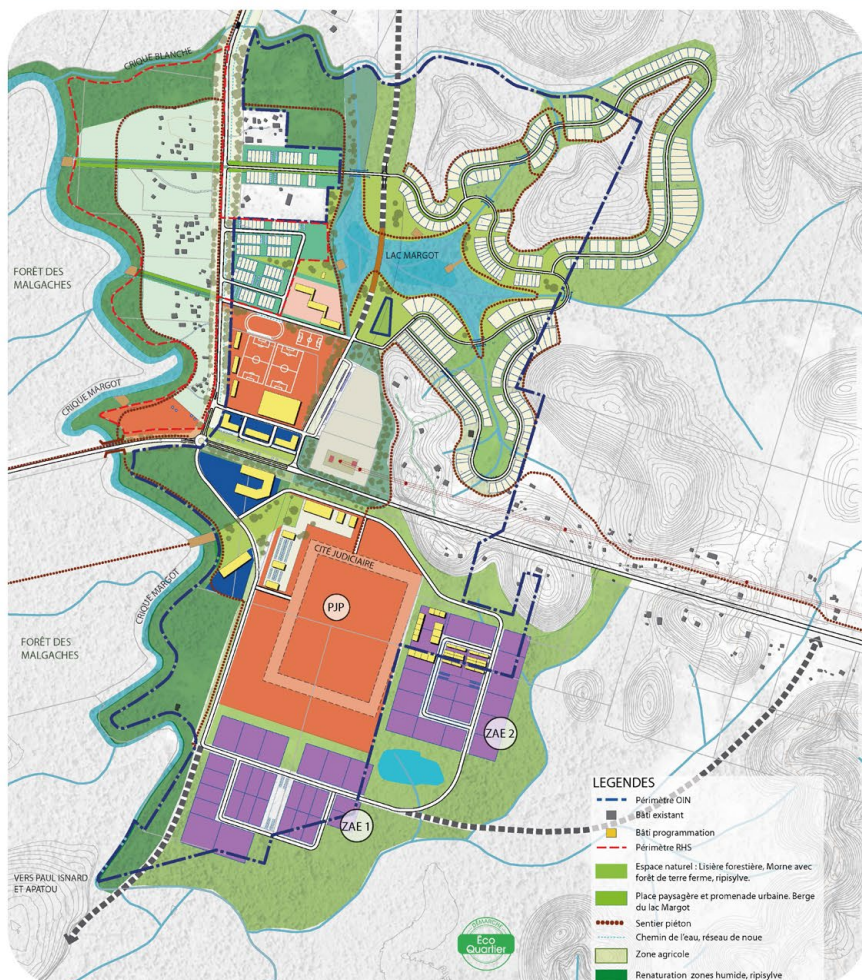 CRIQUE BLANCHE
LAC MARGOT
FORÊT DES
MALGACHES
CRIQUE MARGOT
CITÉ JUDICIAIRE
PJP
CRIQUE MARGOT
FORÊT DES
MALGACHES
ZAE 2
ZAE 1
VERS PAUL ISNARD
ET APATOU
LEGENDES
Périmètre OIN
Bâti existant
Bâti programmation
Périmètre RHS
Espace naturel : Lisière forestière, Morne avec
forêt de terre ferme, ripisylve.
Place paysagère et promenade urbaine. Berge
du lac Margot
Sentier piéton
Chemin de l'eau, réseau de noue
Zone agricole
Renaturation zones humide, ripisylve
Éco
Quartier